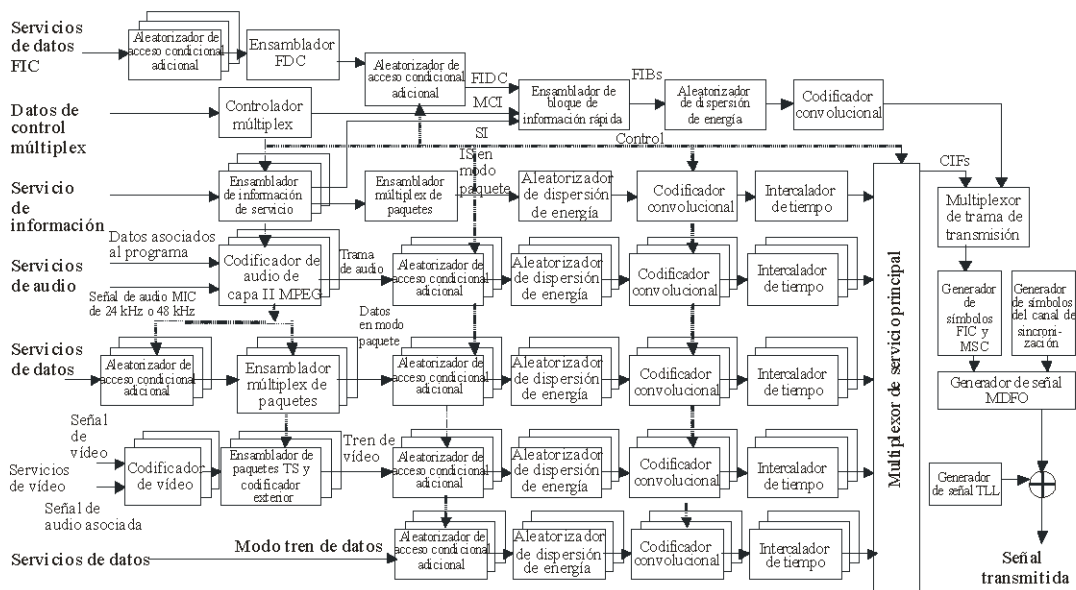 Servicios
de datos
FIC
Aleatorizador de
acceso condicional
adicional
Ensamblador
FDC
Aleatorizador de
acceso condicional
adicional
FIDC
MCI
SI
Ensamblador de
bloque de
información rápida
FIBs
Aleatorizador de
dispersión
de energía
Codificador
convolucional
Datos de
control
múltiplex
Controlador
múltiplex
Control
CIFs
Servicio
de
información
Ensamblador
de información
de servicio
Ensamblador
múltiplex de
paquetes
IS en
modo
paquete
Aleatorizador de
dispersión
de energía
Codificador
convolucional
Intercalador
de tiempo
Multiplexor de servicio principal
Multiplexor
de trama de
transmisión
Servicios
de audio
Datos asociados
al programa
Señal de audio MIC
de 24 kHz o 48 kHz
Codificador de
audio de
capa II MPEG
Trama
de audio
Aleatorizador de
acceso condicional
adicional
Aleatorizador de
dispersión
de energía
Codificador
convolucional
Intercalador
de tiempo
Generador
de
símbolos
FIC y
MSC
Generador
de símbolos
del canal de
sincroni-
zación
Servicios
de datos
Aleatorizador de
acceso condicional
adicional
Ensamblador
múltiplex de
paquetes
Datos
en modo
paquete
Aleatorizador de
acceso condicional
adicional
Aleatorizador de
dispersión
de energía
Codificador
convolucional
Intercalador
de tiempo
Generador de señal
MDFO
Servicios
de vídeo
Señal
de
vídeo
Señal de
audio asociada
Codificador
de vídeo
Ensamblador de
paquetes TS y
codificador
exterior
Tren de
vídeo
Aleatorizador de
acceso condicional
adicional
Aleatorizador de
dispersión
de energía
Codificador
convolucional
Intercalador
de tiempo
Generador
de señal TLL
Servicios de datos
Modo tren de datos
Aleatorizador de
acceso condicional
adicional
Aleatorizador de
dispersión
de energía
Codificador
convolucional
Intercalador
de tiempo
Señal
transmitida